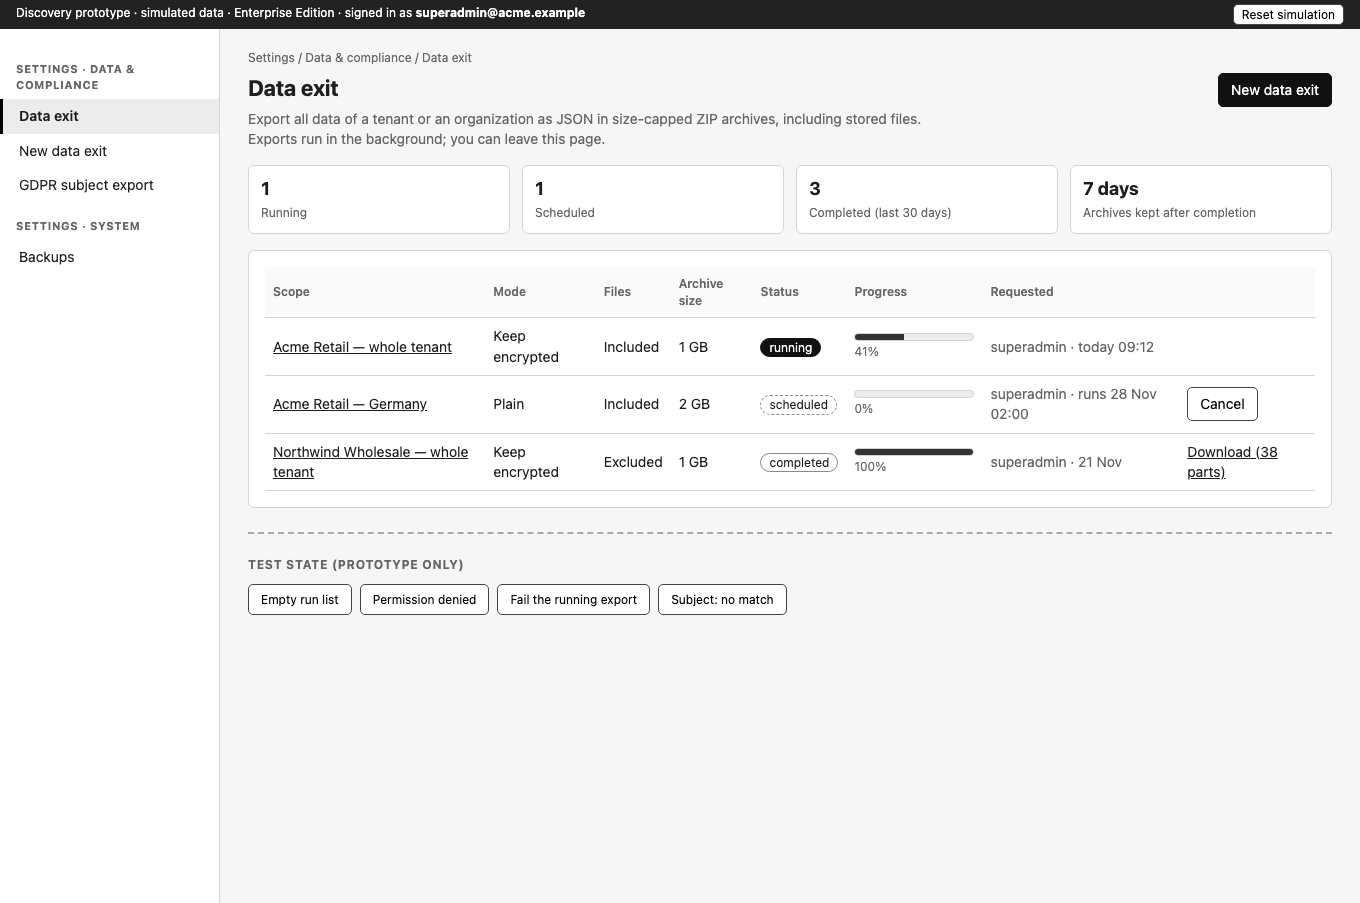 Discovery prototype · simulated data · Enterprise Edition · signed in as superadmin@acme.example
Reset simulation
SETTINGS · DATA &
COMPLIANCE
Data exit
New data exit
GDPR subject export
SETTINGS · SYSTEM
Backups
Settings / Data & compliance / Data exit
Data exit
New data exit
Export all data of a tenant or an organization as JSON in size-capped ZIP archives, including stored files.
Exports run in the background; you can leave this page.
1
Running
1
Scheduled
3
Completed (last 30 days)
7 days
Archives kept after completion
Scope Mode Files Archive size Status Progress Requested
Acme Retail — whole tenant Keep encrypted Included 1 GB running 41% superadmin · today 09:12
Acme Retail — Germany Plain Included 2 GB scheduled 0% superadmin · runs 28 Nov 02:00 Cancel
Northwind Wholesale — whole tenant Keep encrypted Excluded 1 GB completed 100% superadmin · 21 Nov Download (38 parts)
TEST STATE (PROTOTYPE ONLY)
Empty run list
Permission denied
Fail the running export
Subject: no match